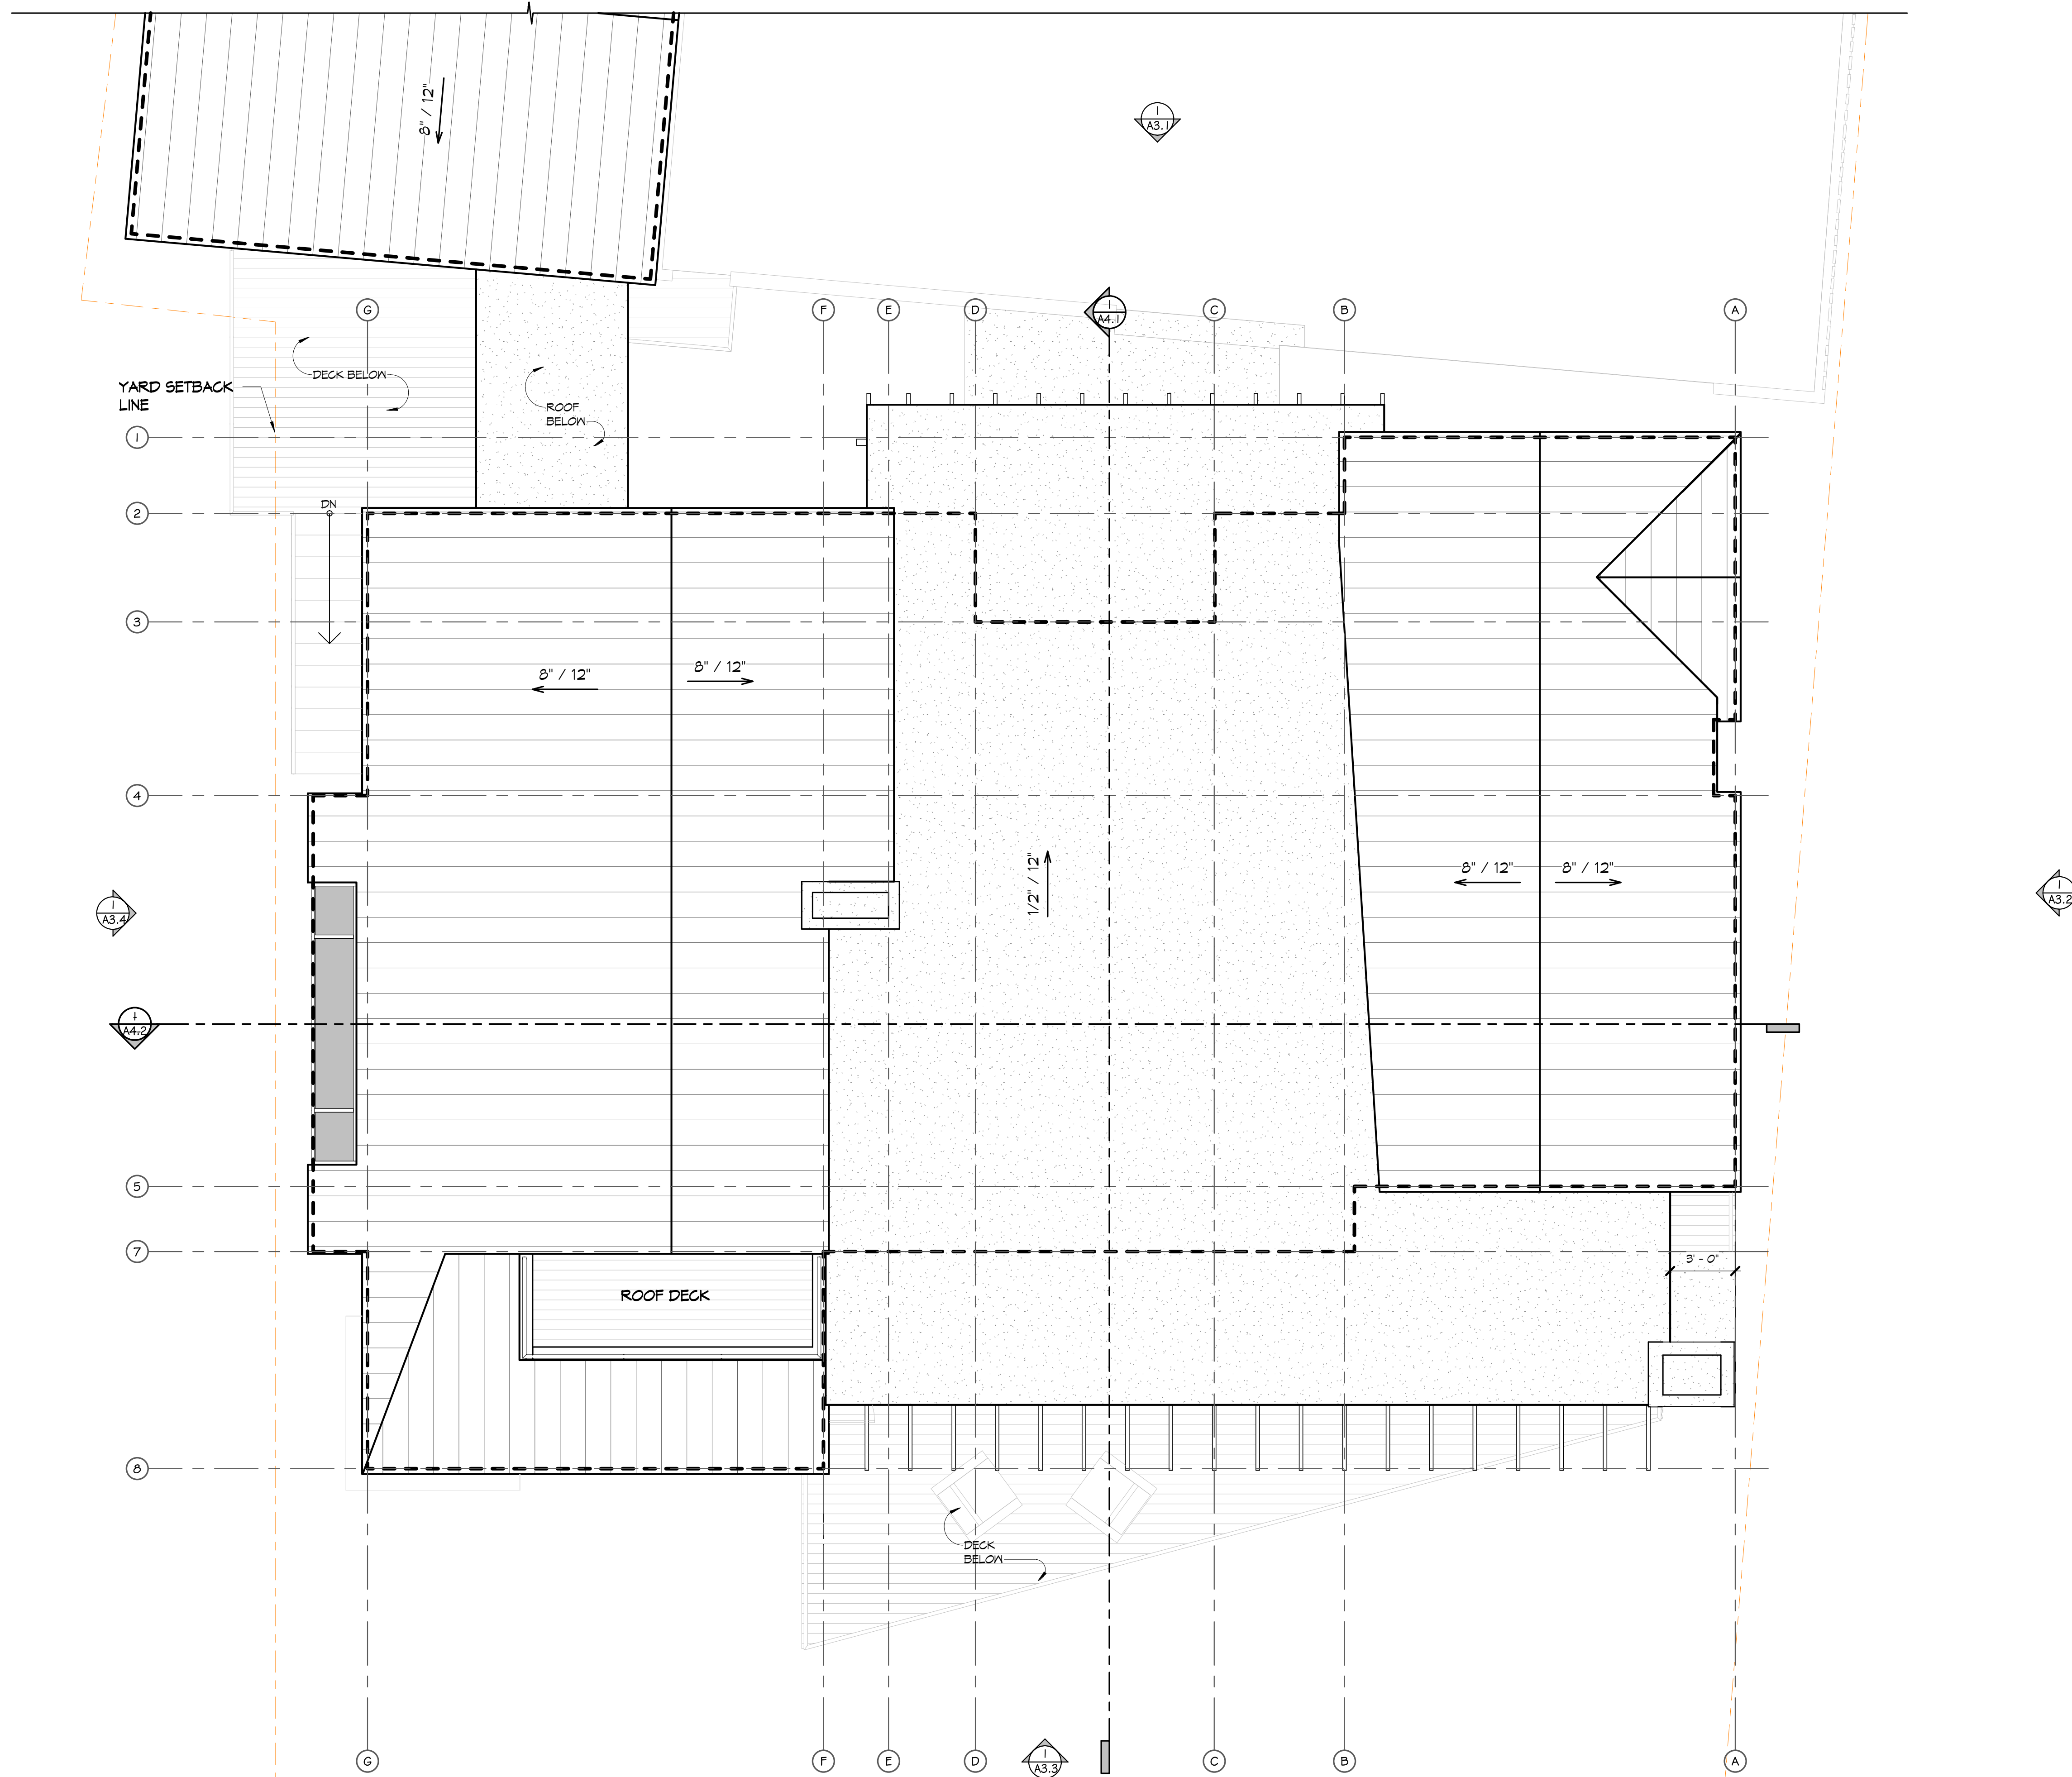 8" / 12"
1
A3.1
1
A4.1
G
F
E
D
C
B
A
DECK BELOW
YARD SETBACK
LINE
ROOF
BELOW
1
2
DN
3
8" / 12"
8" / 12"
4
1/2" / 12"
8" / 12"
8" / 12"
1
A3.4
1
A3.2
1
A4.2
5
7
3' - 0"
ROOF DECK
8
DECK
BELOW
G
F
E
D
C
B
A
1
A3.3